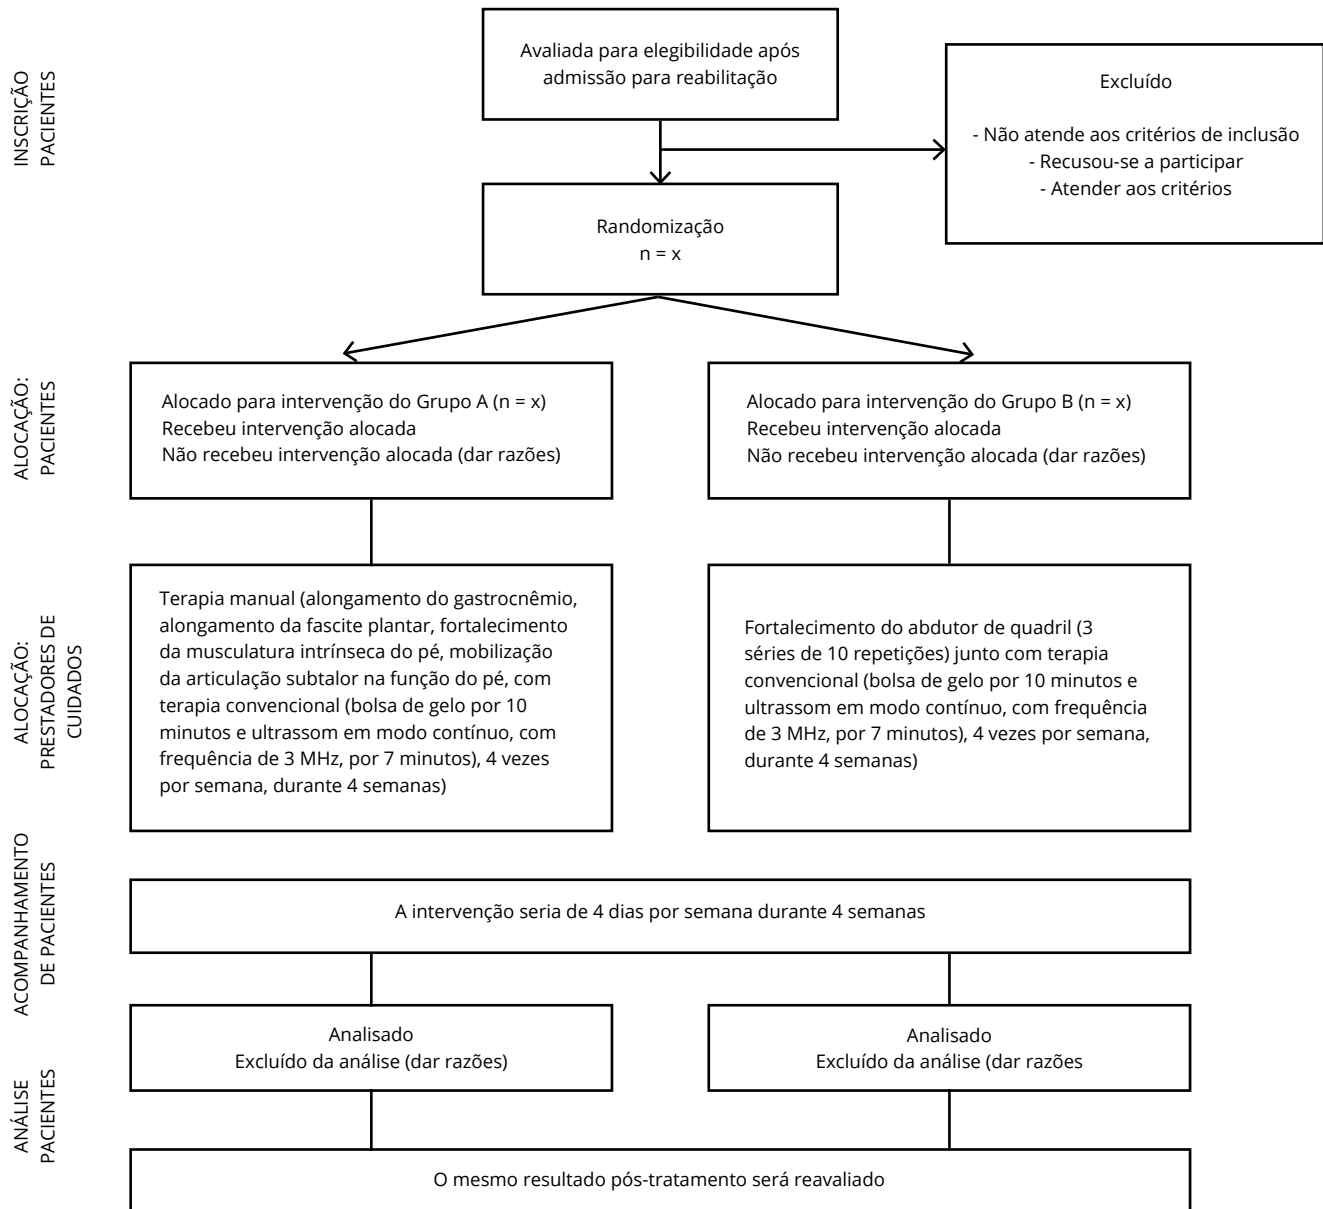 INSCRIÇÃO
PACIENTES
Avaliada para elegibilidade após
admissão para reabilitação
Excluído
- Não atende aos critérios de inclusão
- Recusou-se a participar
- Atender aos critérios
Randomização
n = x
ALOCAÇÃO:
PACIENTES
Alocado para intervenção do Grupo A (n = x)
Recebeu intervenção alocada
Não recebeu intervenção alocada (dar razões)
Alocado para intervenção do Grupo B (n = x)
Recebeu intervenção alocada
Não recebeu intervenção alocada (dar razões)
ALOCAÇÃO:
PRESTADORES DE
CUIDADOS
Terapia manual (alongamento do gastrocnêmio,
alongamento da fascite plantar, fortalecimento
da musculatura intrínseca do pé, mobilização
da articulação subtalor na função do pé, com
terapia convencional (bolsa de gelo por 10
minutos e ultrassom em modo contínuo, com
frequência de 3 MHz, por 7 minutos), 4 vezes
por semana, durante 4 semanas)
Fortalecimento do abdutor de quadril (3
séries de 10 repetições) junto com terapia
convencional (bolsa de gelo por 10 minutos e
ultrassom em modo contínuo, com frequência
de 3 MHz, por 7 minutos), 4 vezes por semana,
durante 4 semanas)
ACOMPANHAMENTO
DE PACIENTES
A intervenção seria de 4 dias por semana durante 4 semanas
ANÁLISE
PACIENTES
Analisado
Excluído da análise (dar razões)
Analisado
Excluído da análise (dar razões
O mesmo resultado pós-tratamento será reavaliado